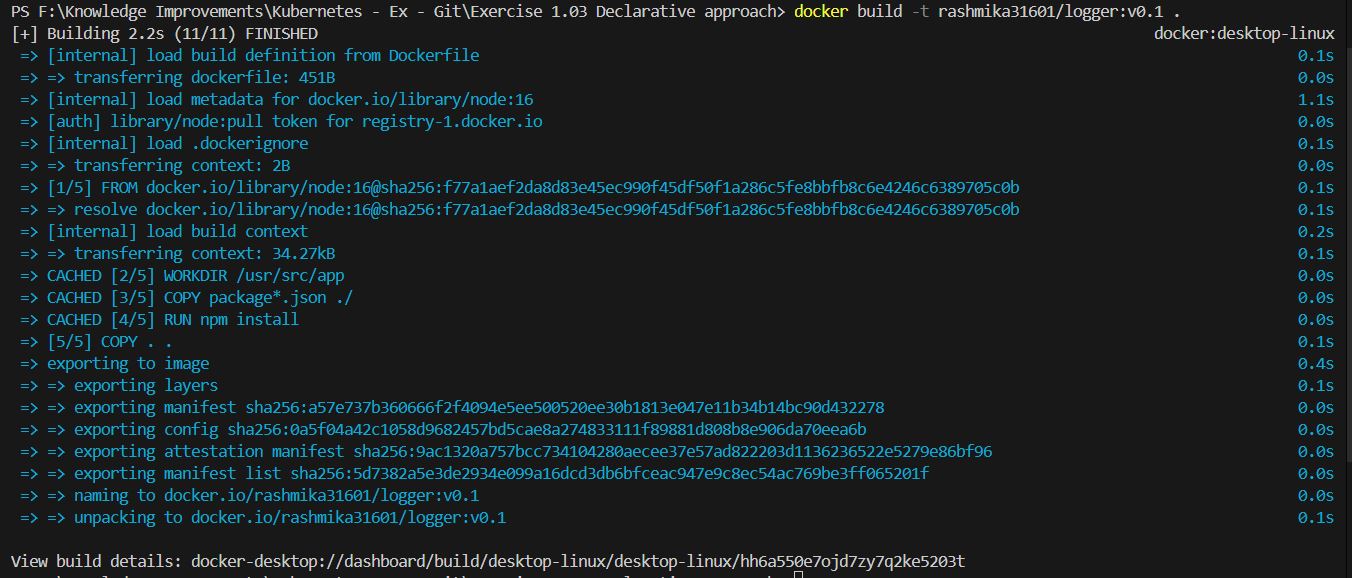 PS F:\Knowledge Improvements\Kubernetes - Ex - Git\Exercise 1.03 Declarative approach> docker build -t rashmika31601/logger:v0.1 .
[+] Building 2.2s (11/11) FINISHED docker:desktop-linux
=> [internal] load build definition from Dockerfile 0.1s
=> => transferring dockerfile: 451B 0.0s
=> [internal] load metadata for docker.io/library/node:16 1.1s
=> [auth] library/node:pull token for registry-1.docker.io 0.0s
=> [internal] load .dockerignore 0.1s
=> => transferring context: 2B 0.0s
=> [1/5] FROM docker.io/library/node:16@sha256:f77a1aef2da8d83e45ec990f45df50f1a286c5fe8bbfb8c6e4246c6389705c0b 0.1s
=> => resolve docker.io/library/node:16@sha256:f77a1aef2da8d83e45ec990f45df50f1a286c5fe8bbfb8c6e4246c6389705c0b 0.1s
=> [internal] load build context 0.2s
=> => transferring context: 34.27kB 0.1s
=> CACHED [2/5] WORKDIR /usr/src/app 0.0s
=> CACHED [3/5] COPY package*.json ./ 0.0s
=> CACHED [4/5] RUN npm install 0.0s
=> [5/5] COPY . . 0.1s
=> exporting to image 0.4s
=> => exporting layers 0.1s
=> => exporting manifest sha256:a57e737b360666f2f4094e5ee500520ee30b1813e047e11b34b14bc90d432278 0.0s
=> => exporting config sha256:0a5f04a42c1058d9682457bd5cae8a274833111f89881d808b8e906da70eea6b 0.0s
=> => exporting attestation manifest sha256:9ac1320a757bcc734104280aecee37e57ad822203d1136236522e5279e86bf96 0.0s
=> => exporting manifest list sha256:5d7382a5e3de2934e099a16dcd3db6bfceac947e9c8ec54ac769be3ff065201f 0.0s
=> => naming to docker.io/rashmika31601/logger:v0.1 0.0s
=> => unpacking to docker.io/rashmika31601/logger:v0.1 0.1s
View build details: docker-desktop://dashboard/build/desktop-linux/desktop-linux/hh6a550e7ojd7zy7q2ke5203t